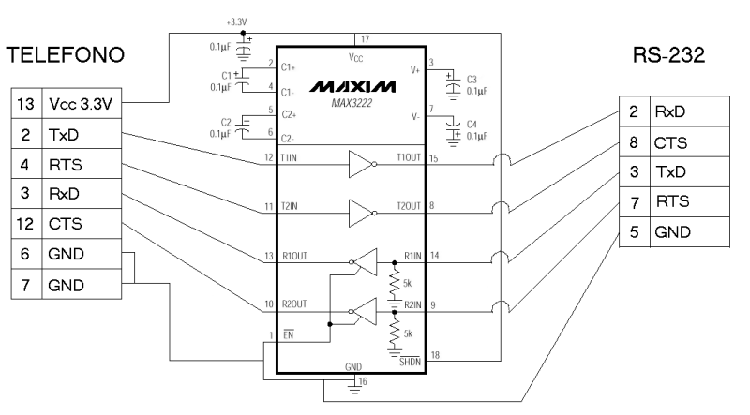 +3.3V
0.1µF
17
VCC
TELEFONO
RS-232
13 Vcc 3.3V
2 TxD
4 RTS
3 RxD
12 CTS
6 GND
7 GND
C1
0.1µF
2 C1+
4 C1-
C2
0.1µF
5 C2+
6 C2-
MAXIM
MAX3222
V+ 3
C3
0.1µF
V- 7
C4
0.1µF
12 T1IN
T1OUT 15
11 T2IN
T2OUT 8
13 R1OUT
R1IN 14
5k
10 R2OUT
R2IN 9
5k
1 EN
SHDN 18
GND
16
2 RxD
8 CTS
3 TxD
7 RTS
5 GND